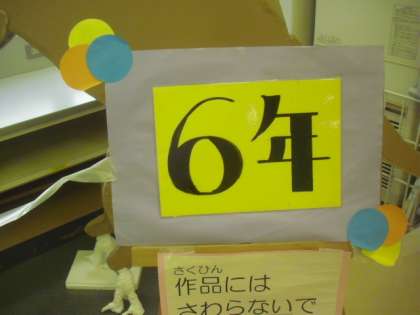 6年
さくひん
作品には
さわらないで